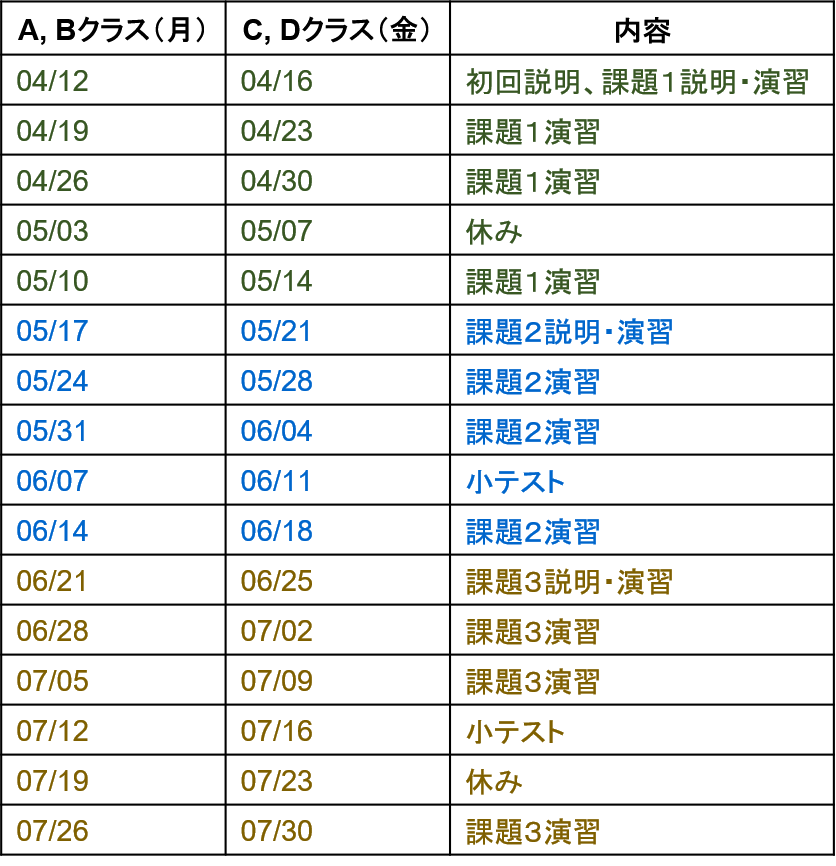 A, Bクラス（月） C, Dクラス（金） 内容
04/12 04/16 初回説明、課題１説明・演習
04/19 04/23 課題１演習
04/26 04/30 課題１演習
05/03 05/07 休み
05/10 05/14 課題１演習
05/17 05/21 課題２説明・演習
05/24 05/28 課題２演習
05/31 06/04 課題２演習
06/07 06/11 小テスト
06/14 06/18 課題２演習
06/21 06/25 課題３説明・演習
06/28 07/02 課題３演習
07/05 07/09 課題３演習
07/12 07/16 小テスト
07/19 07/23 休み
07/26 07/30 課題３演習